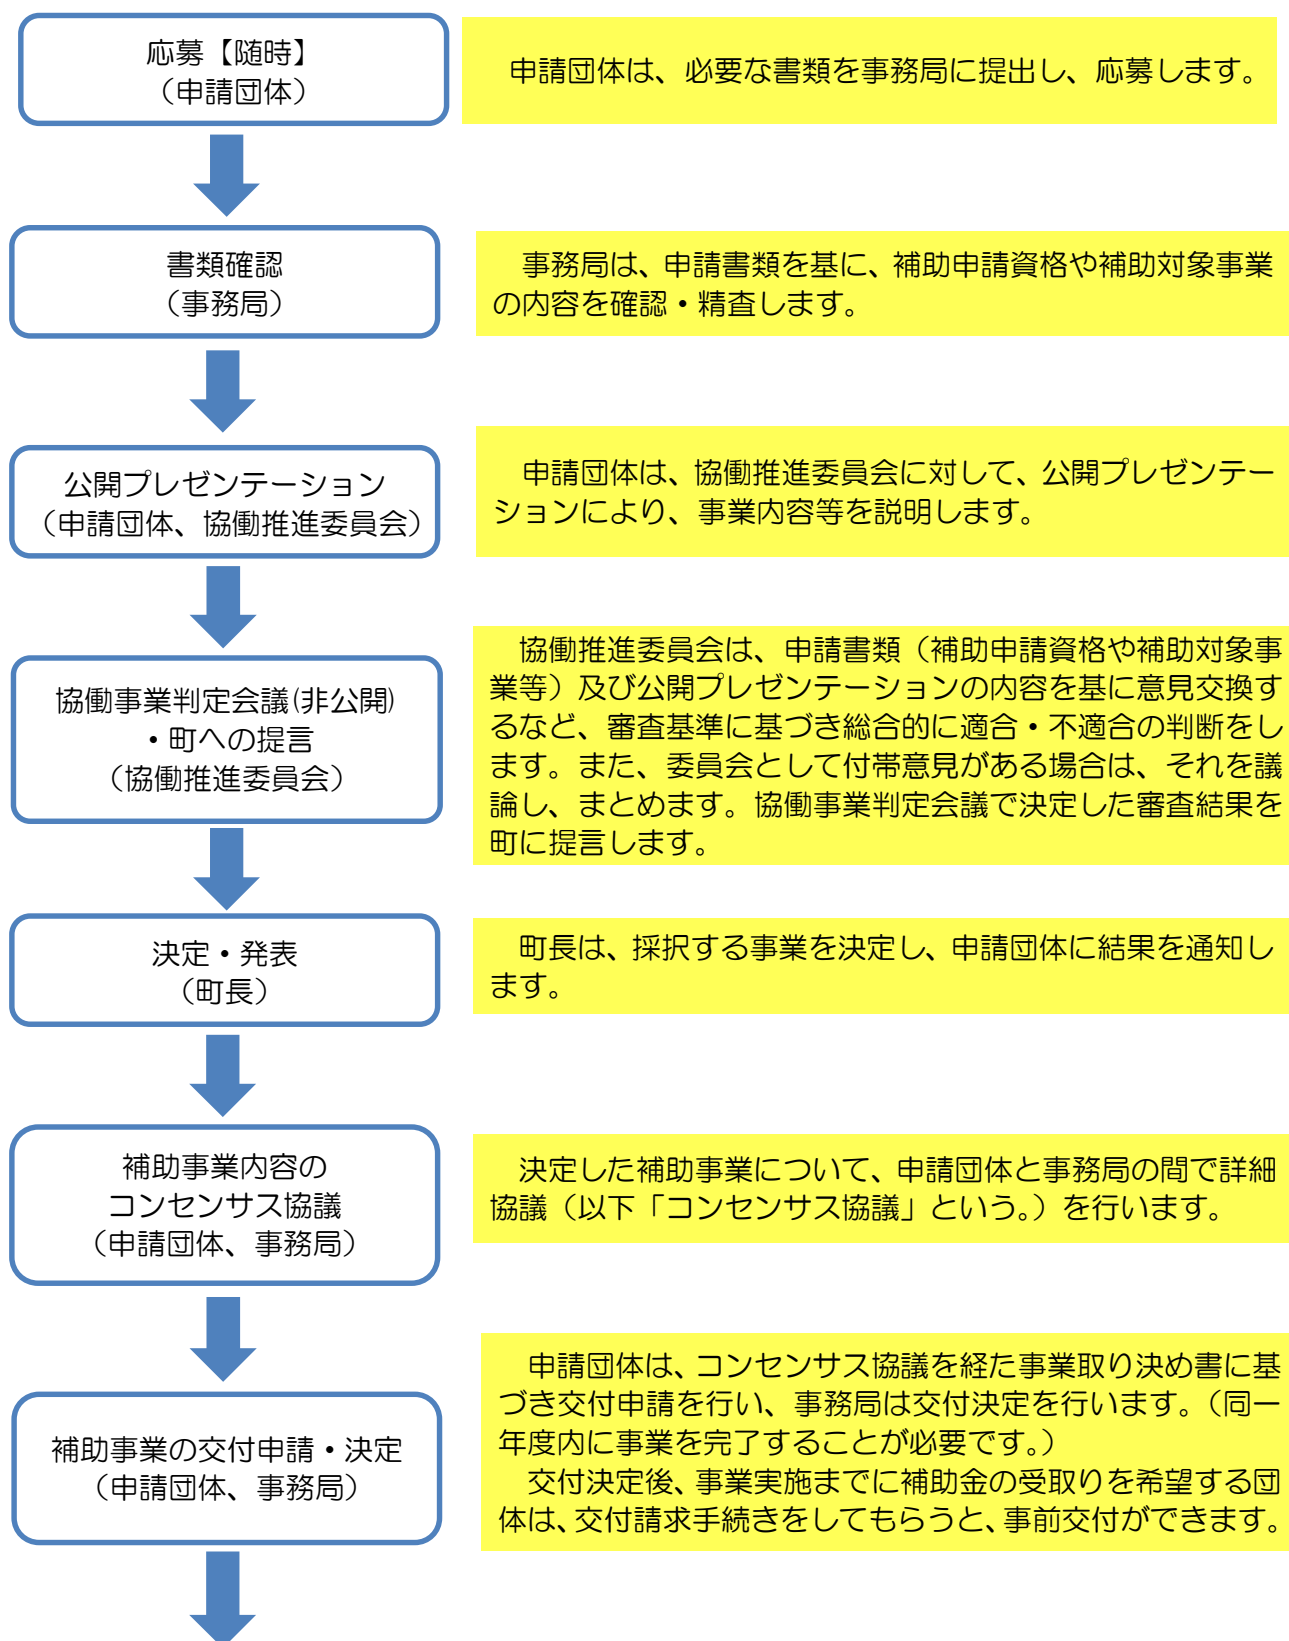 応募【随時】
（申請団体）
申請団体は、必要な書類を事務局に提出し、応募します。
書類確認
（事務局）
事務局は、申請書類を基に、補助申請資格や補助対象事業
の内容を確認・精査します。
公開プレゼンテーション
（申請団体、協働推進委員会）
申請団体は、協働推進委員会に対して、公開プレゼンテー
ションにより、事業内容等を説明します。
協働事業判定会議(非公開)
・町への提言
（協働推進委員会）
協働推進委員会は、申請書類（補助申請資格や補助対象事
業等）及び公開プレゼンテーションの内容を基に意見交換す
るなど、審査基準に基づき総合的に適合・不適合の判断をし
ます。また、委員会として付帯意見がある場合は、それを議
論し、まとめます。協働事業判定会議で決定した審査結果を
町に提言します。
決定・発表
（町長）
町長は、採択する事業を決定し、申請団体に結果を通知し
ます。
補助事業内容の
コンセンサス協議
（申請団体、事務局）
決定した補助事業について、申請団体と事務局の間で詳細
協議（以下「コンセンサス協議」という。）を行います。
補助事業の交付申請・決定
（申請団体、事務局）
申請団体は、コンセンサス協議を経た事業取り決め書に基
づき交付申請を行い、事務局は交付決定を行います。（同一
年度内に事業を完了することが必要です。）
交付決定後、事業実施までに補助金の受取りを希望する団
体は、交付請求手続きをしてもらうと、事前交付ができます。